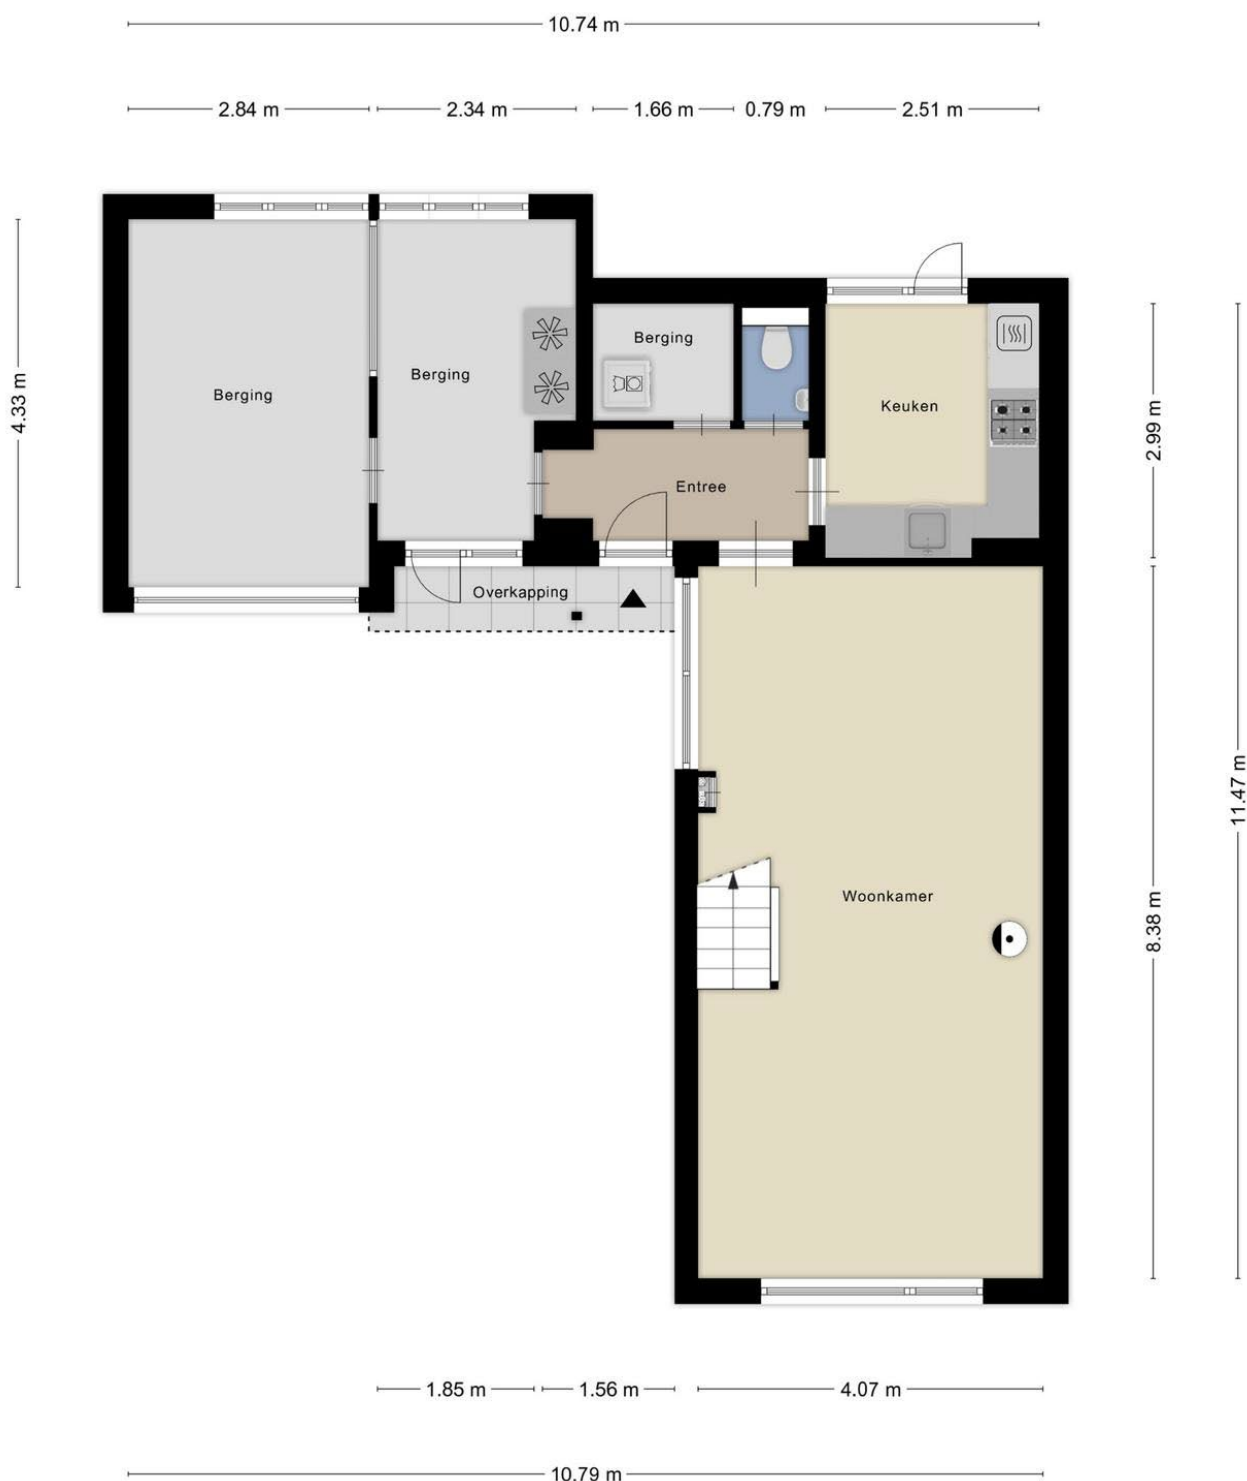 10.74 m
2.84 m
2.34 m
1.66 m
0.79 m
2.51 m
4.33 m
Berging
Berging
Berging
Keuken
Entree
Overkapping
2.99 m
Woonkamer
8.38 m
11.47 m
1.85 m
1.56 m
4.07 m
10.79 m